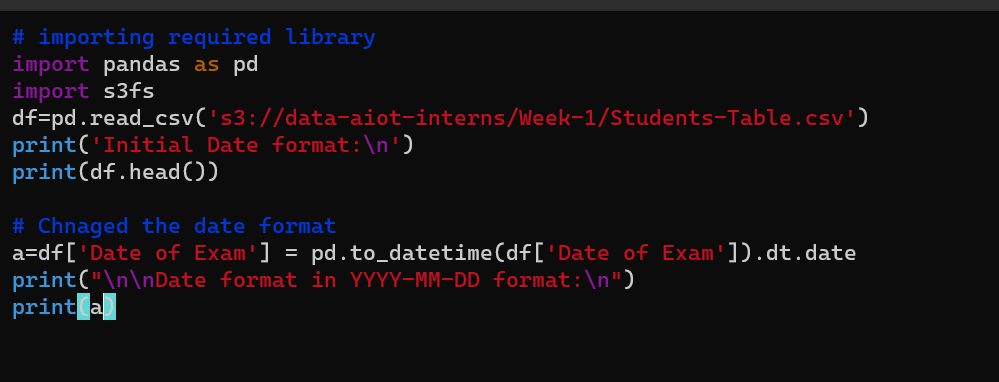 # importing required library
import pandas as pd
import s3fs
df=pd.read_csv('s3://data-aiot-interns/Week-1/Students-Table.csv')
print('Initial Date format:\n')
print(df.head())
# Chnaged the date format
a=df['Date of Exam'] = pd.to_datetime(df['Date of Exam']).dt.date
print("\n\nDate format in YYYY-MM-DD format:\n")
print(a)